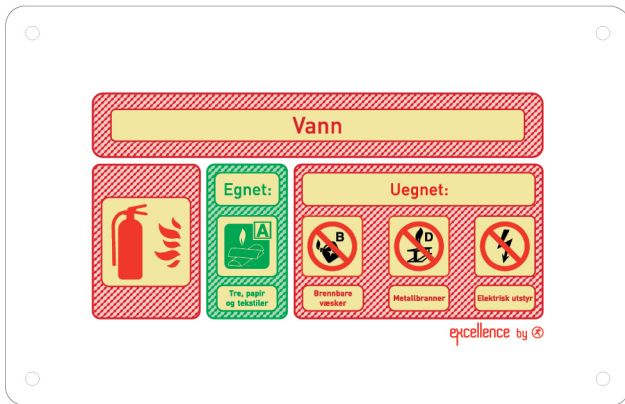 Vann
Egnet:
A
Tre, papir
og tekstiler
Uegnet:
B
Brennbare
væsker
D
Metallbranner
Elektrisk utstyr
excellence by